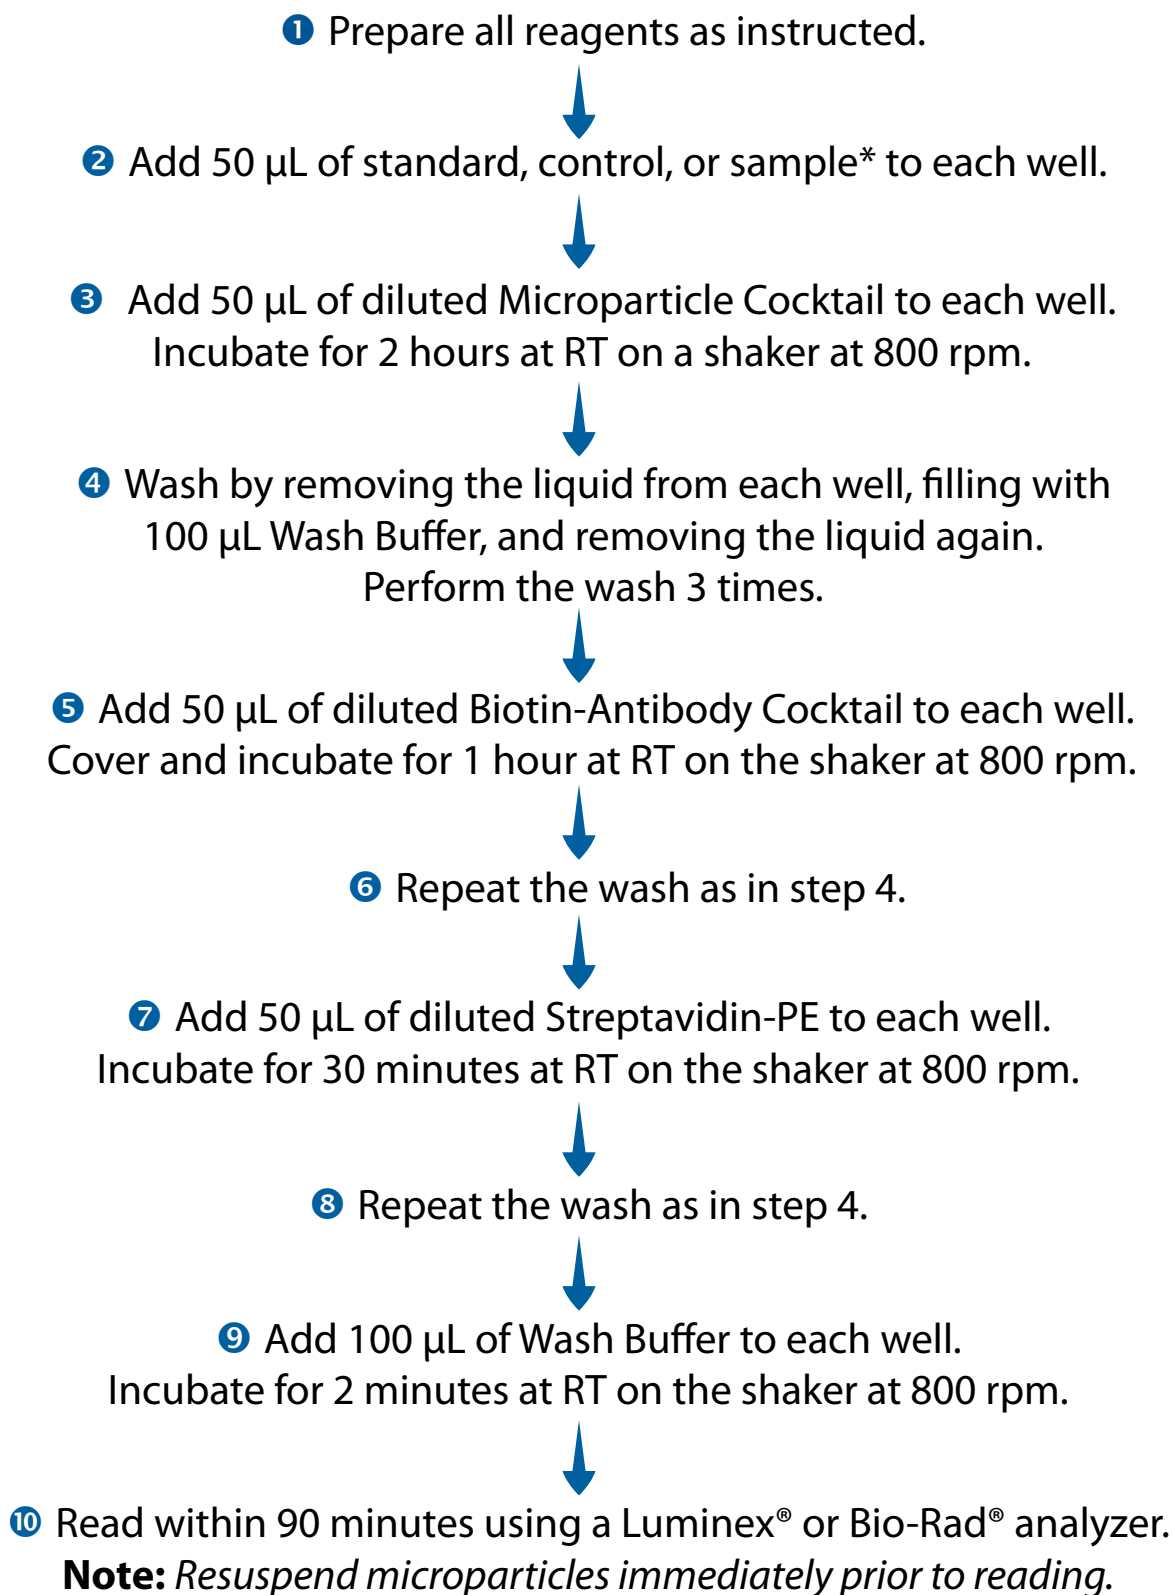 ❶ Prepare all reagents as instructed.
❷ Add 50 µL of standard, control, or sample* to each well.
❸ Add 50 µL of diluted Microparticle Cocktail to each well.
Incubate for 2 hours at RT on a shaker at 800 rpm.
❹ Wash by removing the liquid from each well, filling with
100 µL Wash Buffer, and removing the liquid again.
Perform the wash 3 times.
❺ Add 50 µL of diluted Biotin-Antibody Cocktail to each well.
Cover and incubate for 1 hour at RT on the shaker at 800 rpm.
❻ Repeat the wash as in step 4.
❼ Add 50 µL of diluted Streptavidin-PE to each well.
Incubate for 30 minutes at RT on the shaker at 800 rpm.
❽ Repeat the wash as in step 4.
❾ Add 100 µL of Wash Buffer to each well.
Incubate for 2 minutes at RT on the shaker at 800 rpm.
❿ Read within 90 minutes using a Luminex® or Bio-Rad® analyzer.
Note: Resuspend microparticles immediately prior to reading.